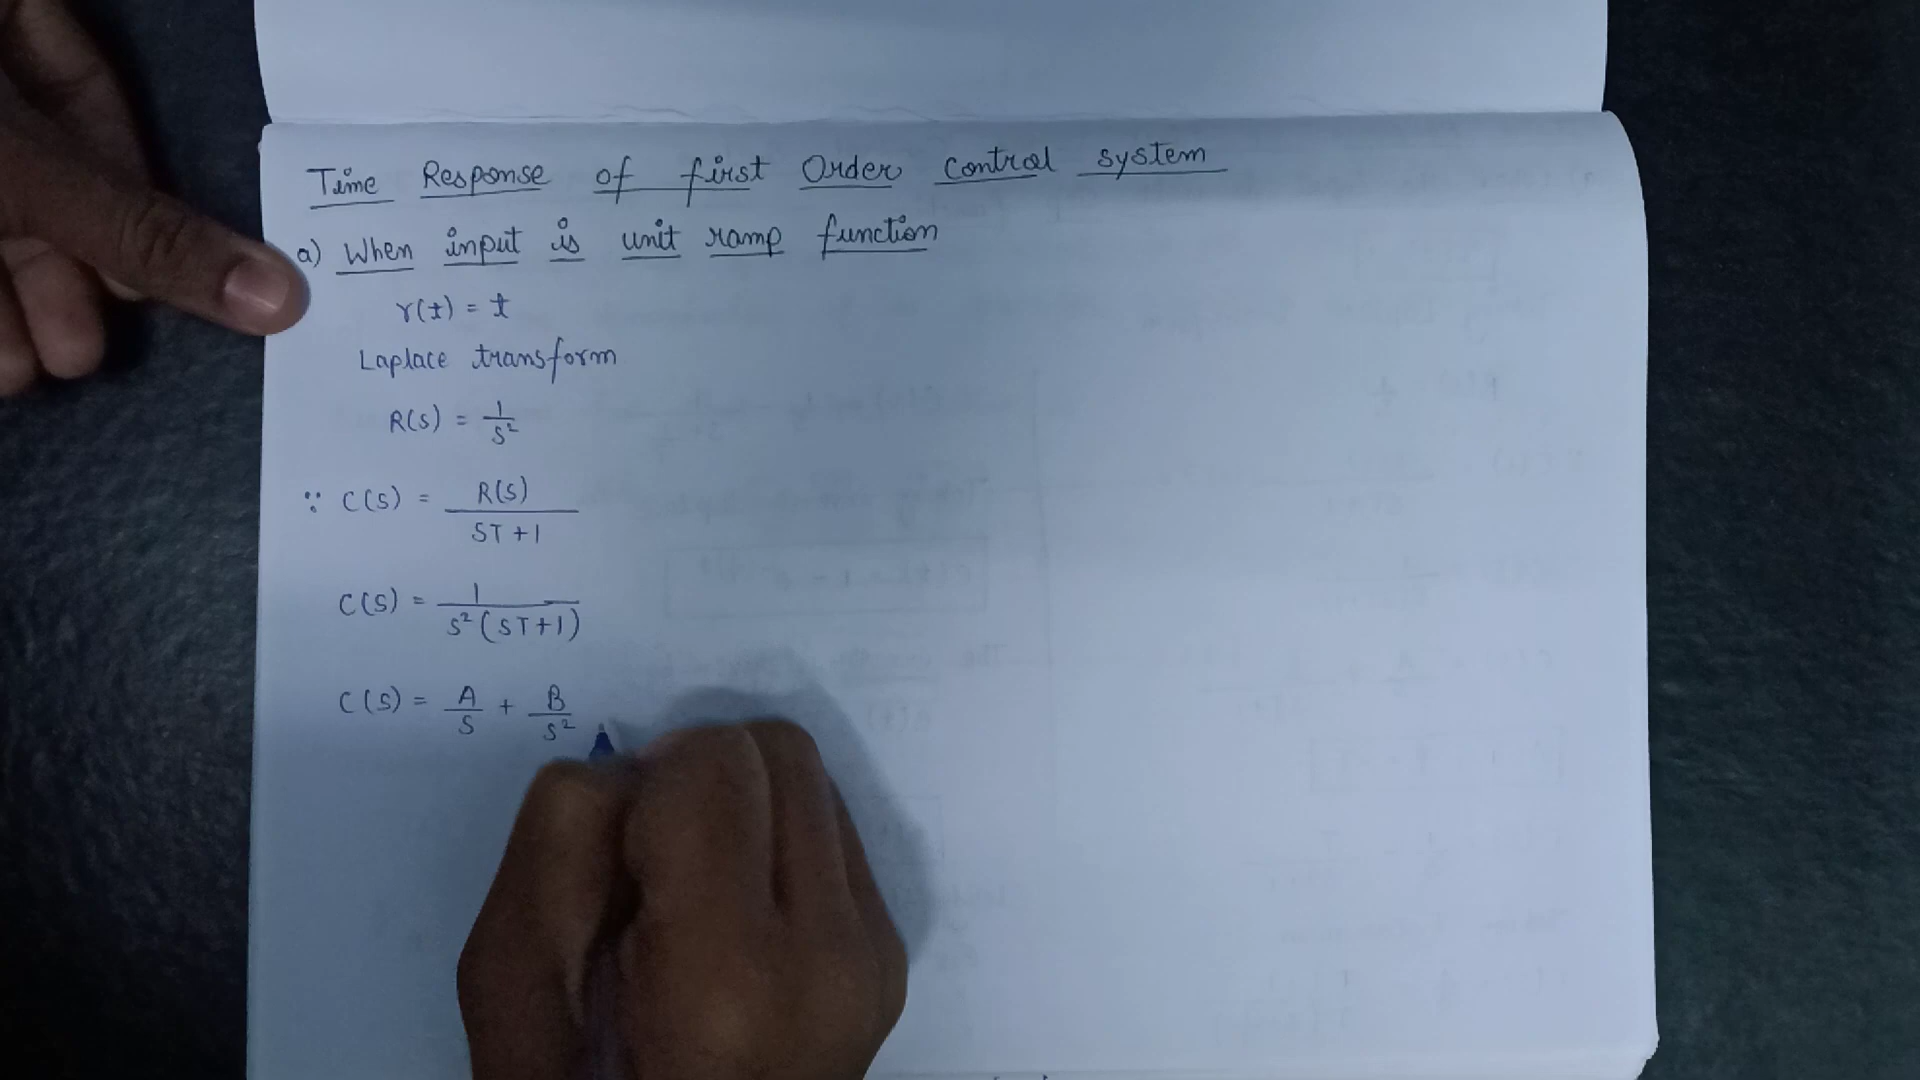 Time Response of first Order control system
a) When input is unit ramp function
r(t) = t
Laplace transform
R(s) = 1/s²
∵ C(s) = R(s)/(sT+1)
C(s) = 1/(s²(sT+1))
C(s) = A/s + B/s²